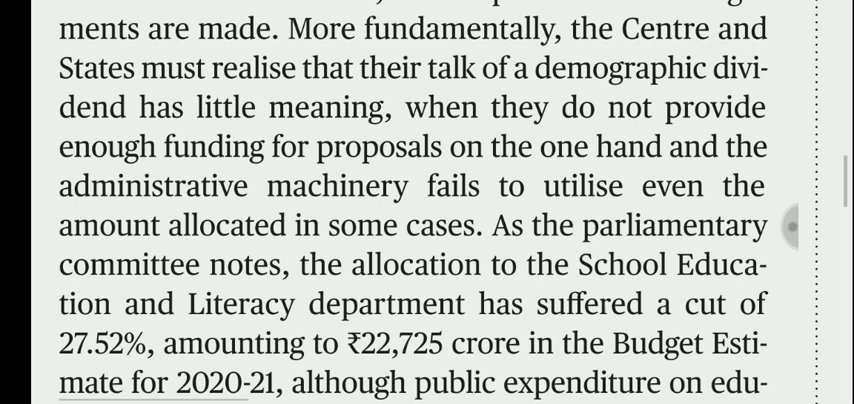 ments are made. More fundamentally, the Centre and
States must realise that their talk of a demographic divi-
dend has little meaning, when they do not provide
enough funding for proposals on the one hand and the
administrative machinery fails to utilise even the
amount allocated in some cases. As the parliamentary
committee notes, the allocation to the School Educa-
tion and Literacy department has suffered a cut of
27.52%, amounting to ₹22,725 crore in the Budget Esti-
mate for 2020-21, although public expenditure on edu-